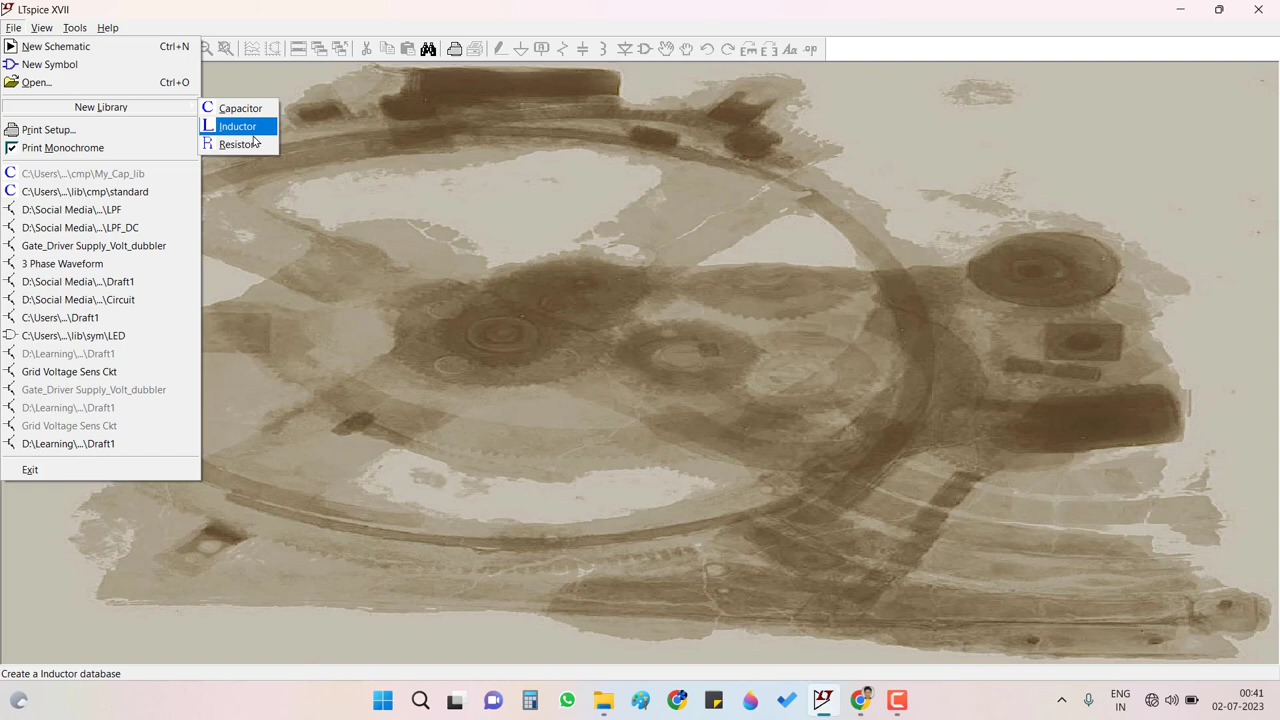 LTspice XVII
File View Tools Help
New Schematic Ctrl+N
New Symbol
Open... Ctrl+O
New Library
Capacitor
Inductor
Resistor
Print Setup...
Print Monochrome
C:\Users\...\cmp\My_Cap_lib
C:\Users\...\lib\cmp\standard
D:\Social Media\...\LPF
D:\Social Media\...\LPF_DC
Gate_Driver Supply_Volt_dubbler
3 Phase Waveform
D:\Social Media\...\Draft1
D:\Social Media\...\Circuit
C:\Users\...\Draft1
C:\Users\...\lib\sym\LED
D:\Learning\...\Draft1
Grid Voltage Sens Ckt
Gate_Driver Supply_Volt_dubbler
D:\Learning\...\Draft1
Grid Voltage Sens Ckt
D:\Learning\...\Draft1
Exit
Create a Inductor database
ENG
IN
00:41
02-07-2023